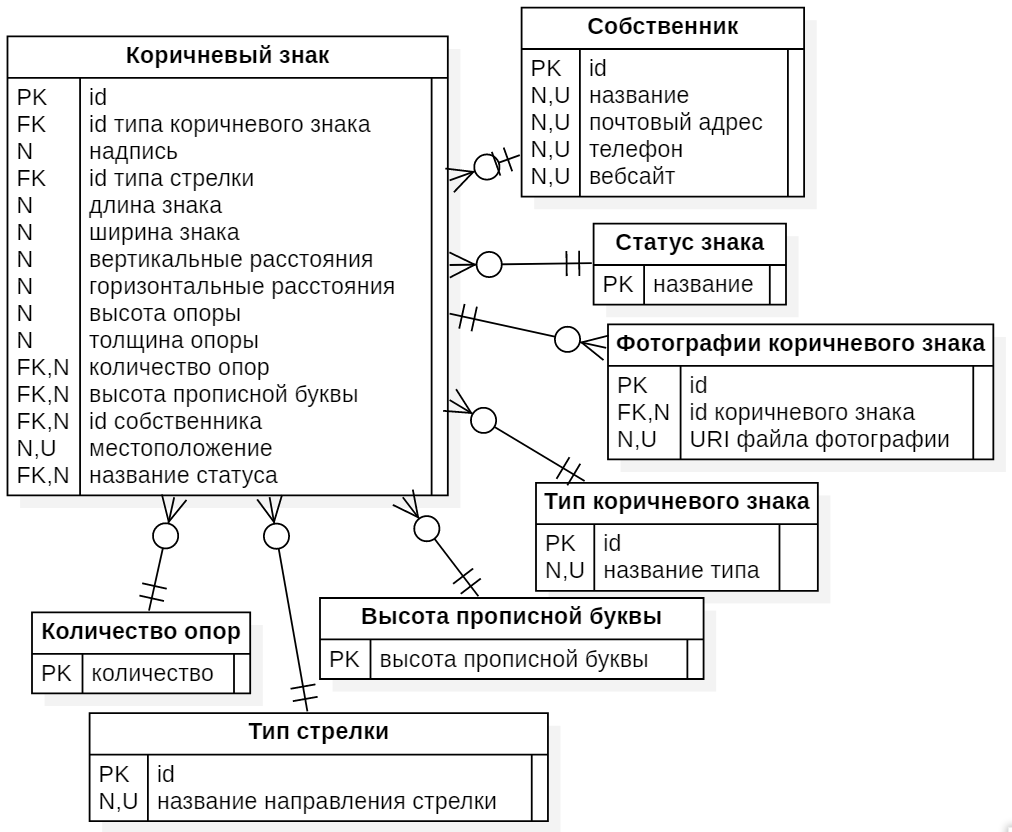 Коричневый знак
PK id
FK id типа коричневого знака
N надпись
FK id типа стрелки
N длина знака
N ширина знака
N вертикальные расстояния
N горизонтальные расстояния
N высота опоры
N толщина опоры
FK,N количество опор
FK,N высота прописной буквы
FK,N id собственника
N,U местоположение
FK,N название статуса
Собственник
PK id
N,U название
N,U почтовый адрес
N,U телефон
N,U вебсайт
Статус знака
PK название
Фотографии коричневого знака
PK id
FK,N id коричневого знака
N,U URI файла фотографии
Тип коричневого знака
PK id
N,U название типа
Высота прописной буквы
PK высота прописной буквы
Количество опор
PK количество
Тип стрелки
PK id
N,U название направления стрелки